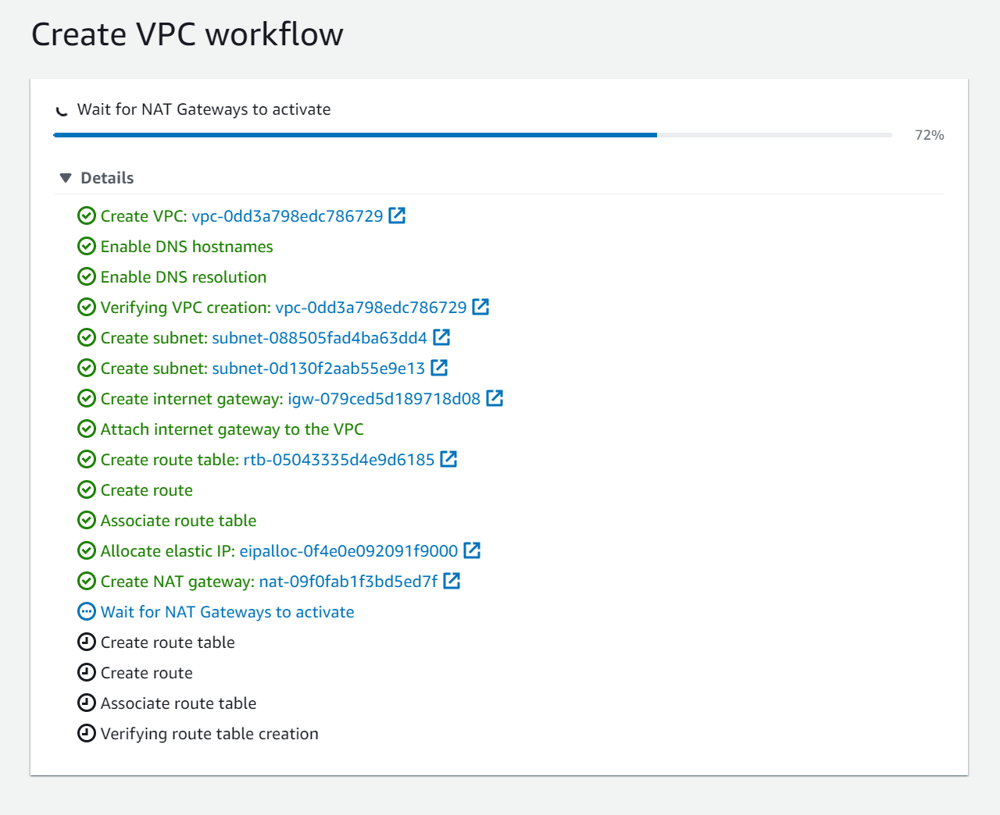 Create VPC workflow
Wait for NAT Gateways to activate
72%
Details
Create VPC: vpc-0dd3a798edc786729
Enable DNS hostnames
Enable DNS resolution
Verifying VPC creation: vpc-0dd3a798edc786729
Create subnet: subnet-088505fad4ba63dd4
Create subnet: subnet-0d130f2aab55e9e13
Create internet gateway: igw-079ced5d189718d08
Attach internet gateway to the VPC
Create route table: rtb-05043335d4e9d6185
Create route
Associate route table
Allocate elastic IP: eipalloc-0f4e0e092091f9000
Create NAT gateway: nat-09f0fab1f3bd5ed7f
Wait for NAT Gateways to activate
Create route table
Create route
Associate route table
Verifying route table creation